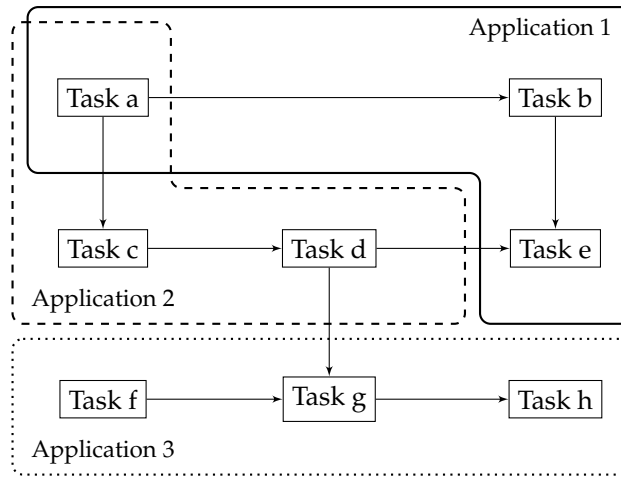 Application 1
Task a
Task b
Task c
Task d
Task e
Application 2
Task f
Task g
Task h
Application 3